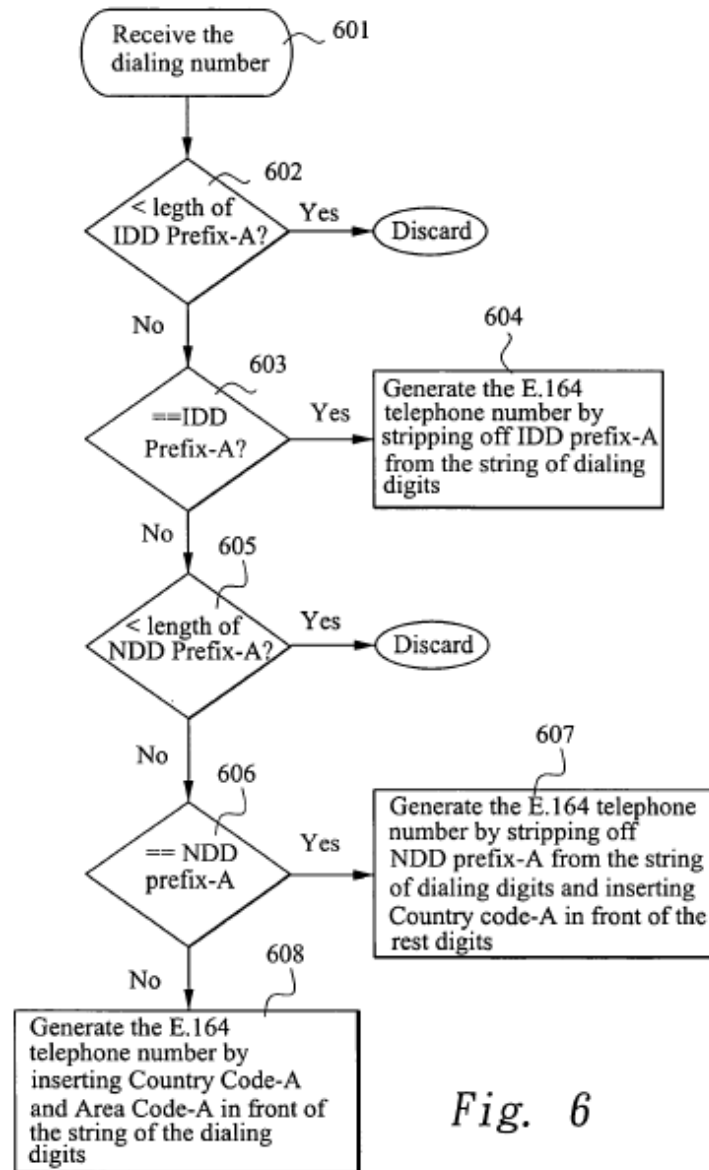 Receive the
dialing number
601
602
< legth of
IDD Prefix-A?
Yes
Discard
No
603
==IDD
Prefix-A?
Yes
604
Generate the E.164
telephone number by
stripping off IDD prefix-A
from the string of dialing
digits
No
605
< length of
NDD Prefix-A?
Yes
Discard
No
606
== NDD
prefix-A
Yes
607
Generate the E.164 telephone
number by stripping off
NDD prefix-A from the string
of dialing digits and inserting
Country code-A in front of the
rest digits
No
608
Generate the E.164
telephone number by
inserting Country Code-A
and Area Code-A in front of
the string of the dialing
digits
Fig. 6